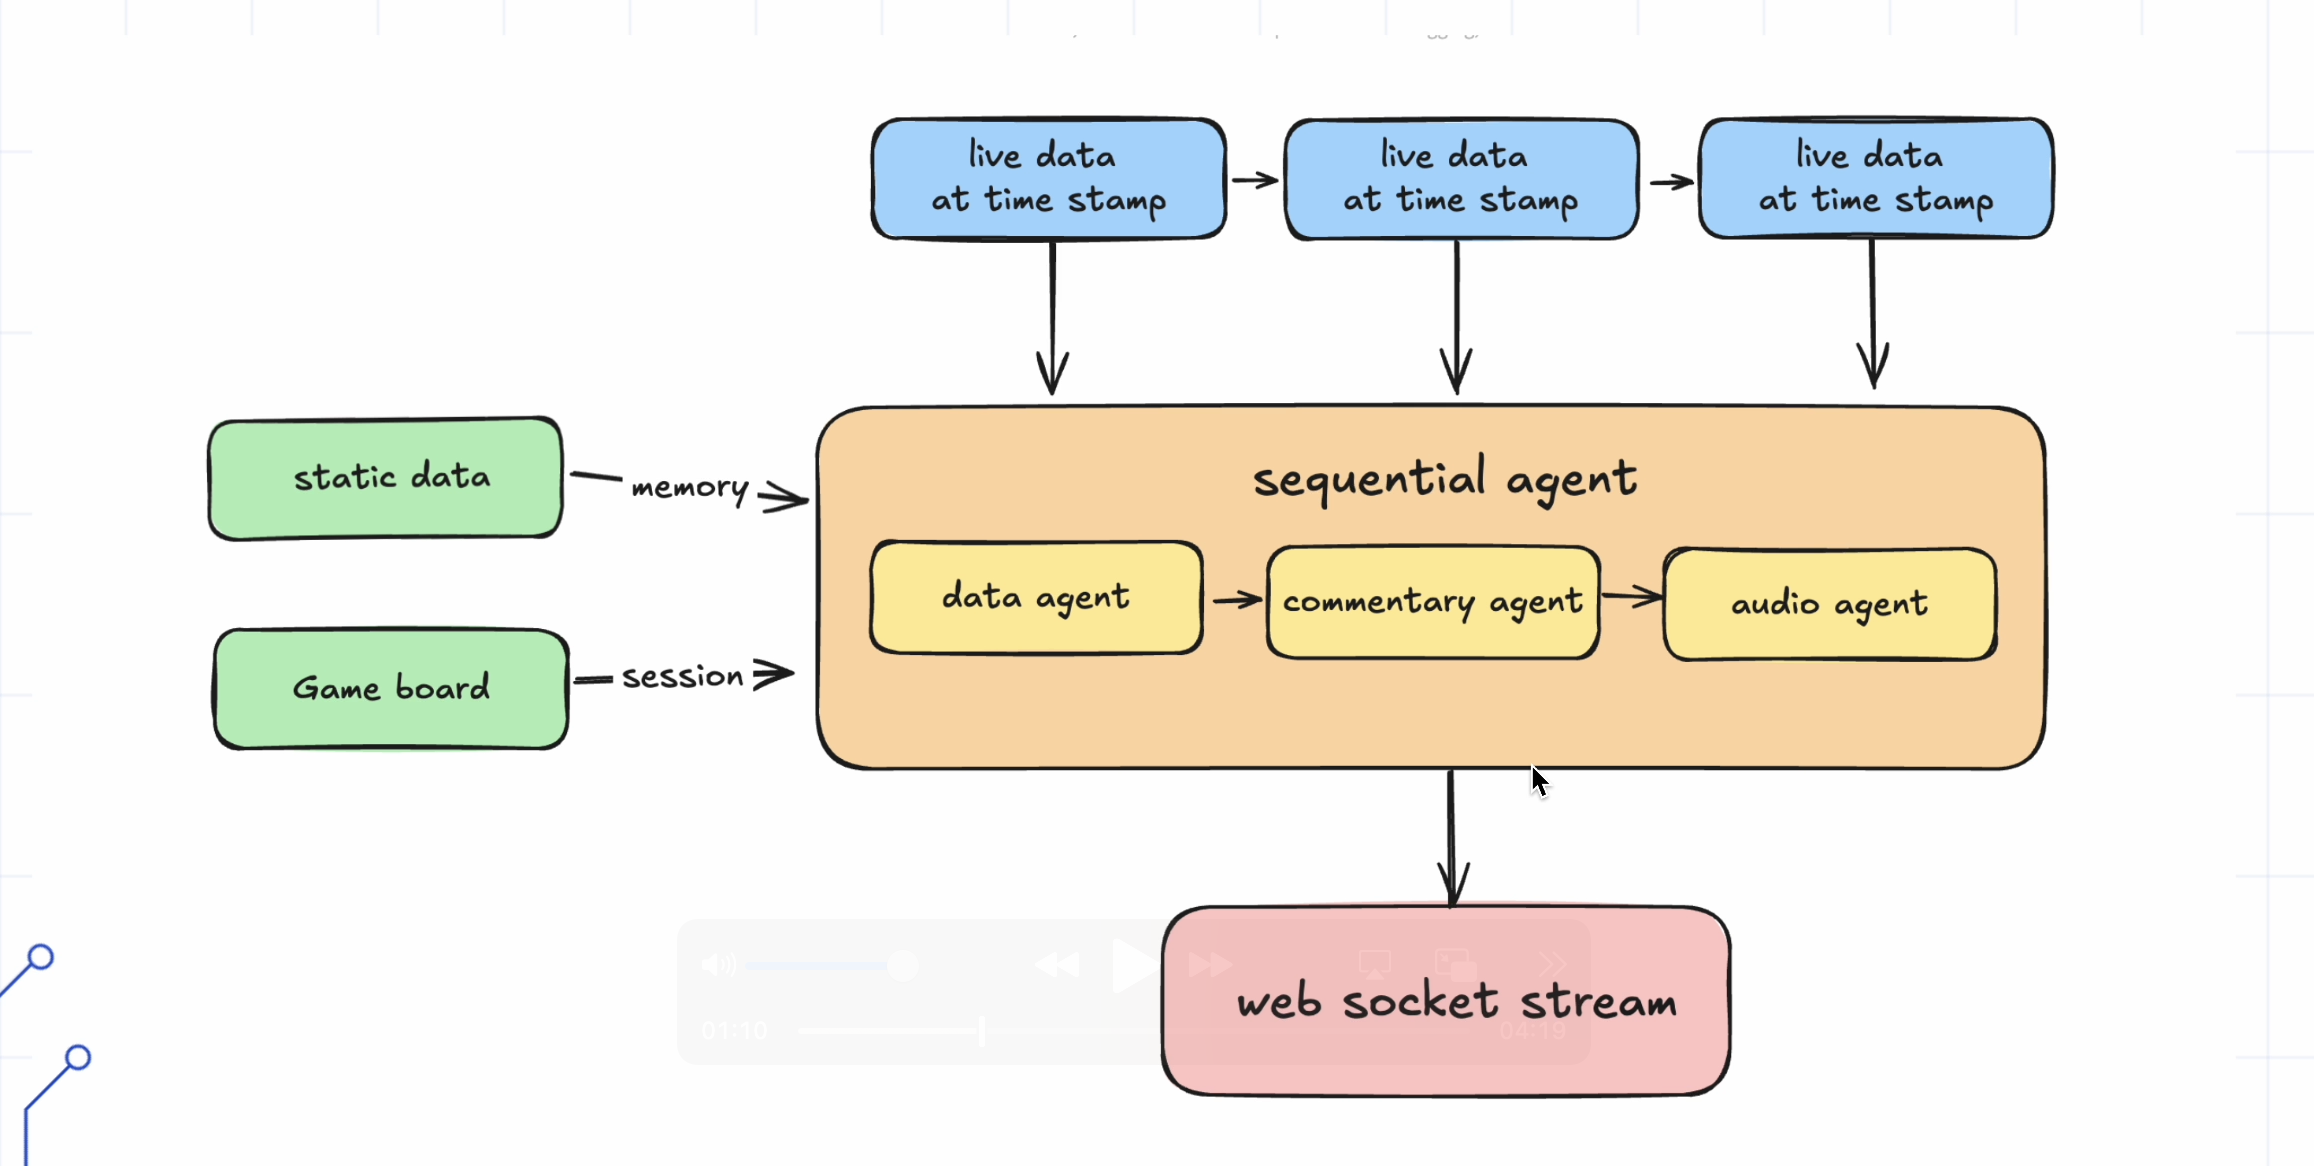 live data
at time stamp
live data
at time stamp
live data
at time stamp
static data
memory
sequential agent
data agent
commentary agent
audio agent
Game board
session
web socket stream
01:10
04:19